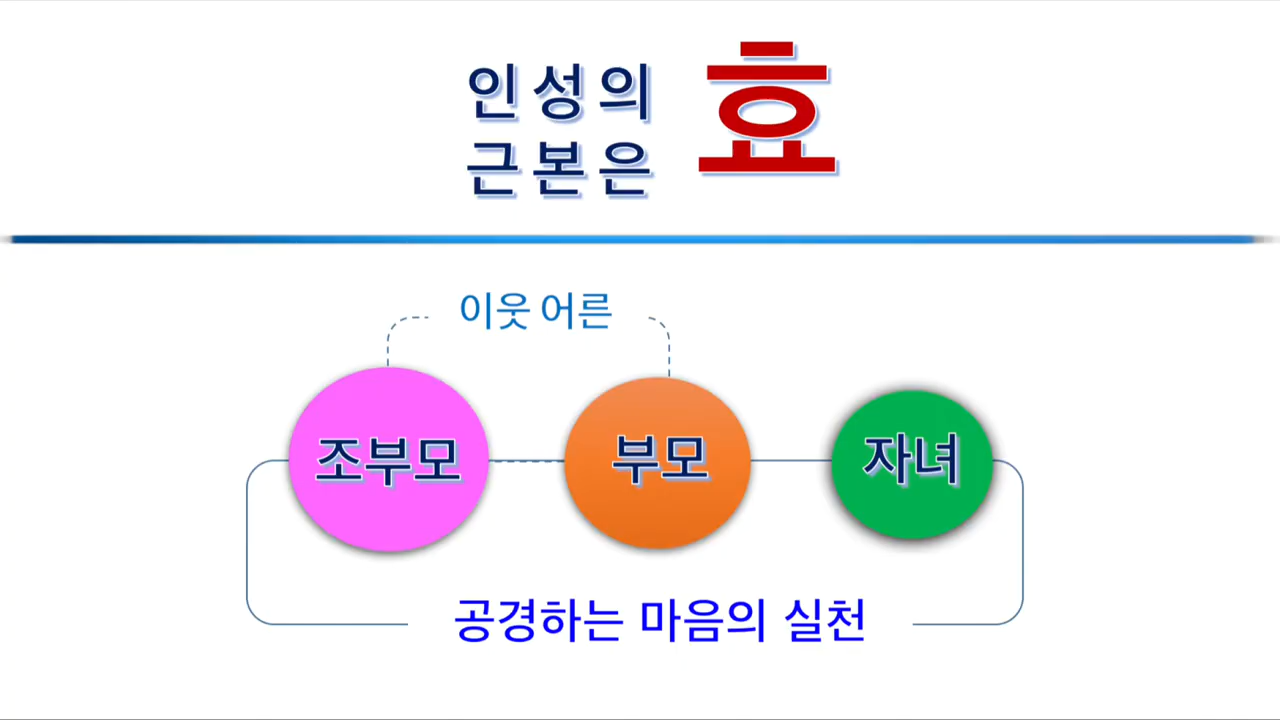 인성의
근본은
효
이웃 어른
조부모
부모
자녀
공경하는 마음의 실천